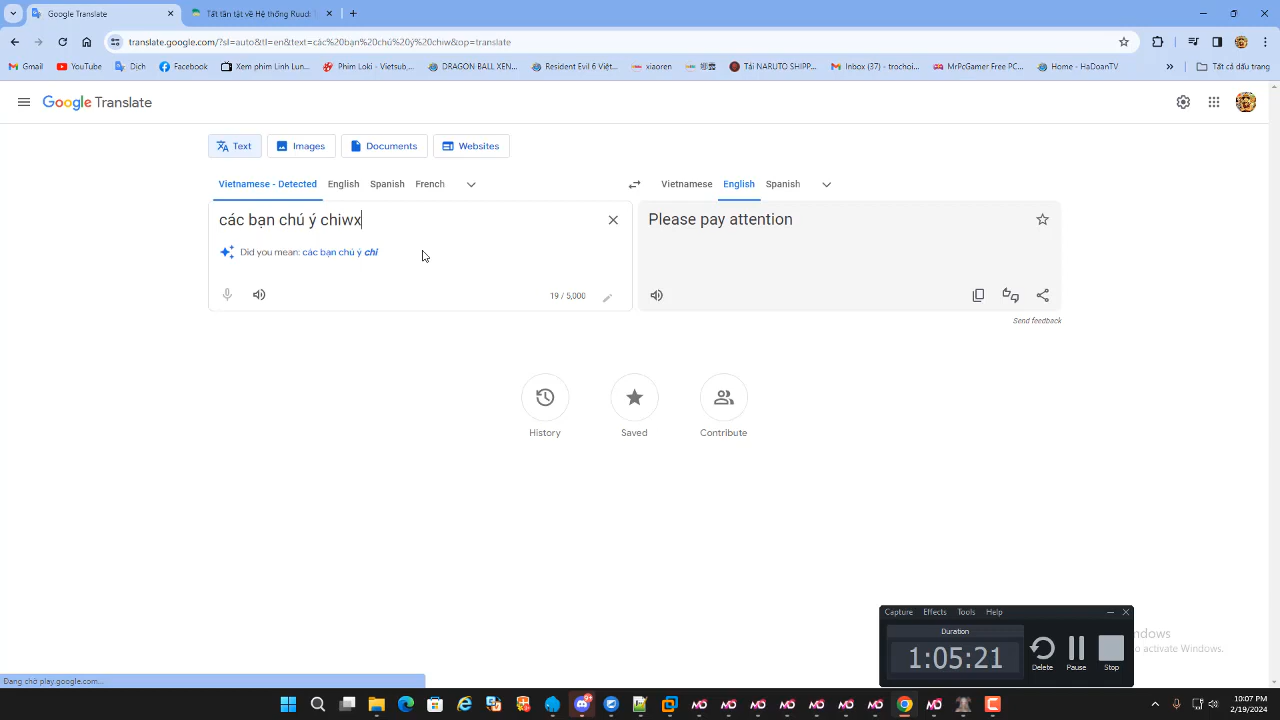 Google Translate
Tất tần tật về Hệ thống Ruud: T
translate.google.com/?sl=auto&tl=en&text=các%20bạn%20chú%20ý%20chiw&op=translate
Gmail
YouTube
Dịch
Facebook
Xem phim Linh Lun...
Phim Loki - Vietsub,...
DRAGON BALL XEN...
Resident Evil 6 Việt...
xiaoren
Tải NARUTO SHIPP...
Inbox (37) - trochoi...
MrPcGamer Free PC...
Home - HaDoanTV
»
Tất cả dấu trang
Google Translate
Text
Images
Documents
Websites
Vietnamese - Detected
English
Spanish
French
Vietnamese
English
Spanish
các bạn chú ý chiwx
Please pay attention
Did you mean: các bạn chú ý chỉ
19 / 5,000
Send feedback
History
Saved
Contribute
Capture
Effects
Tools
Help
Duration
1:05:21
Delete
Pause
Stop
ndows
o activate Windows.
Đang chờ play.google.com...
10:07 PM
2/19/2024